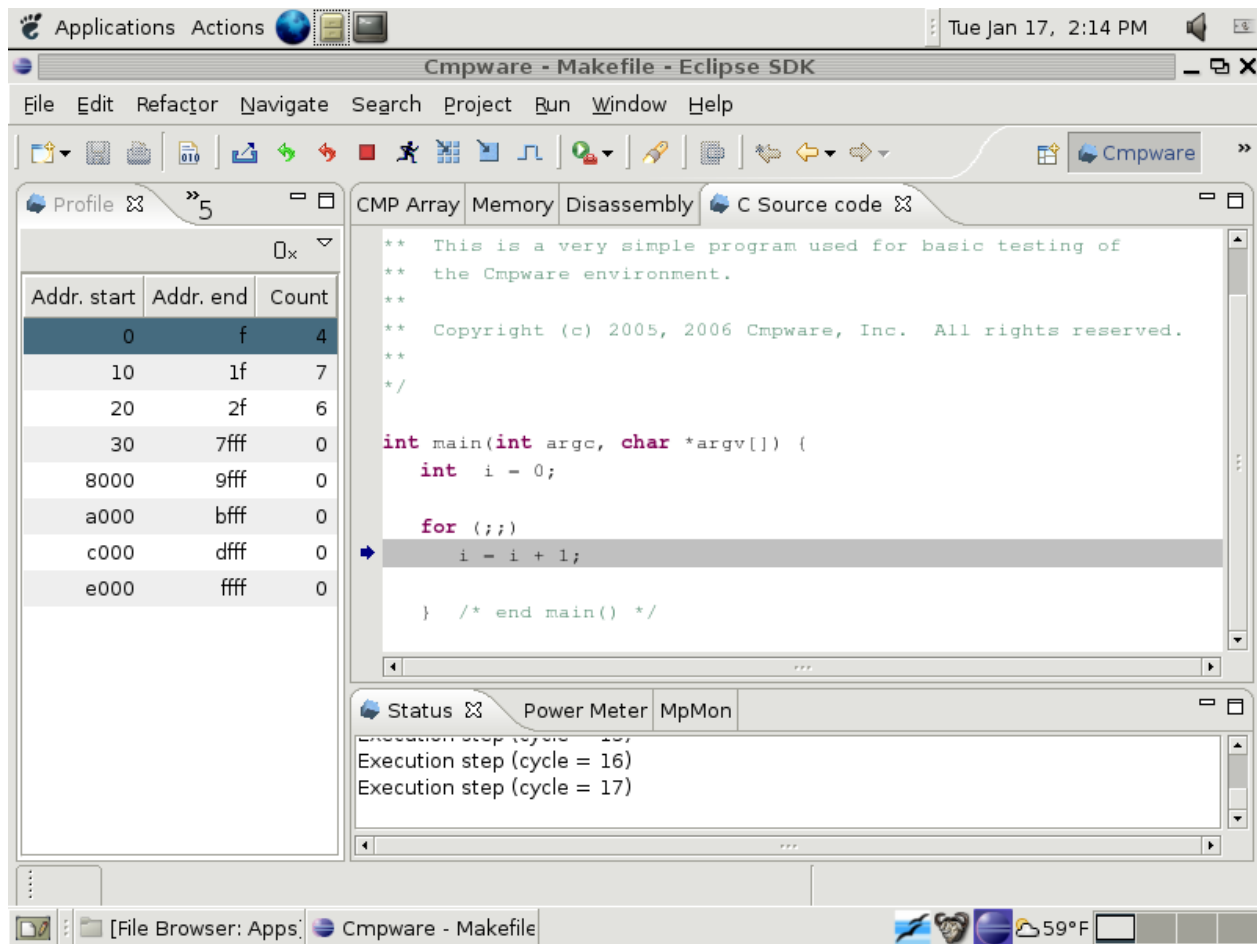 Applications Actions Tue Jan 17, 2:14 PM
Cmpware - Makefile - Eclipse SDK
File Edit Refactor Navigate Search Project Run Window Help
010 Cmpware »
Profile »5 CMP Array Memory Disassembly C Source code
0x
Addr. start Addr. end Count
0 f 4
10 1f 7
20 2f 6
30 7fff 0
8000 9fff 0
a000 bfff 0
c000 dfff 0
e000 ffff 0
** This is a very simple program used for basic testing of
** the Cmpware environment.
**
** Copyright (c) 2005, 2006 Cmpware, Inc. All rights reserved.
**
*/
int main(int argc, char *argv[]) {
int i = 0;
for (;;)
i = i + 1;
} /* end main() */
Status Power Meter MpMon
Execution step (cycle = 15)
Execution step (cycle = 16)
Execution step (cycle = 17)
[File Browser: Apps] Cmpware - Makefile 59°F